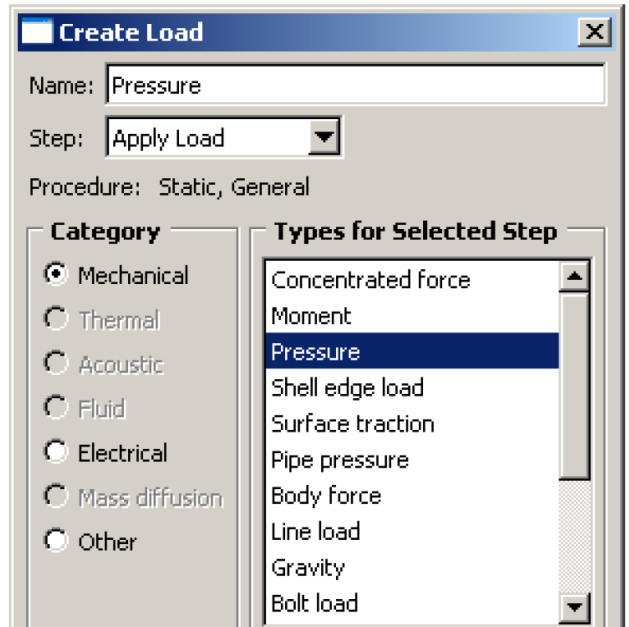 Create Load
Name: Pressure
Step: Apply Load
Procedure: Static, General
Category
Mechanical
Thermal
Acoustic
Fluid
Electrical
Mass diffusion
Other
Types for Selected Step
Concentrated force
Moment
Pressure
Shell edge load
Surface traction
Pipe pressure
Body force
Line load
Gravity
Bolt load